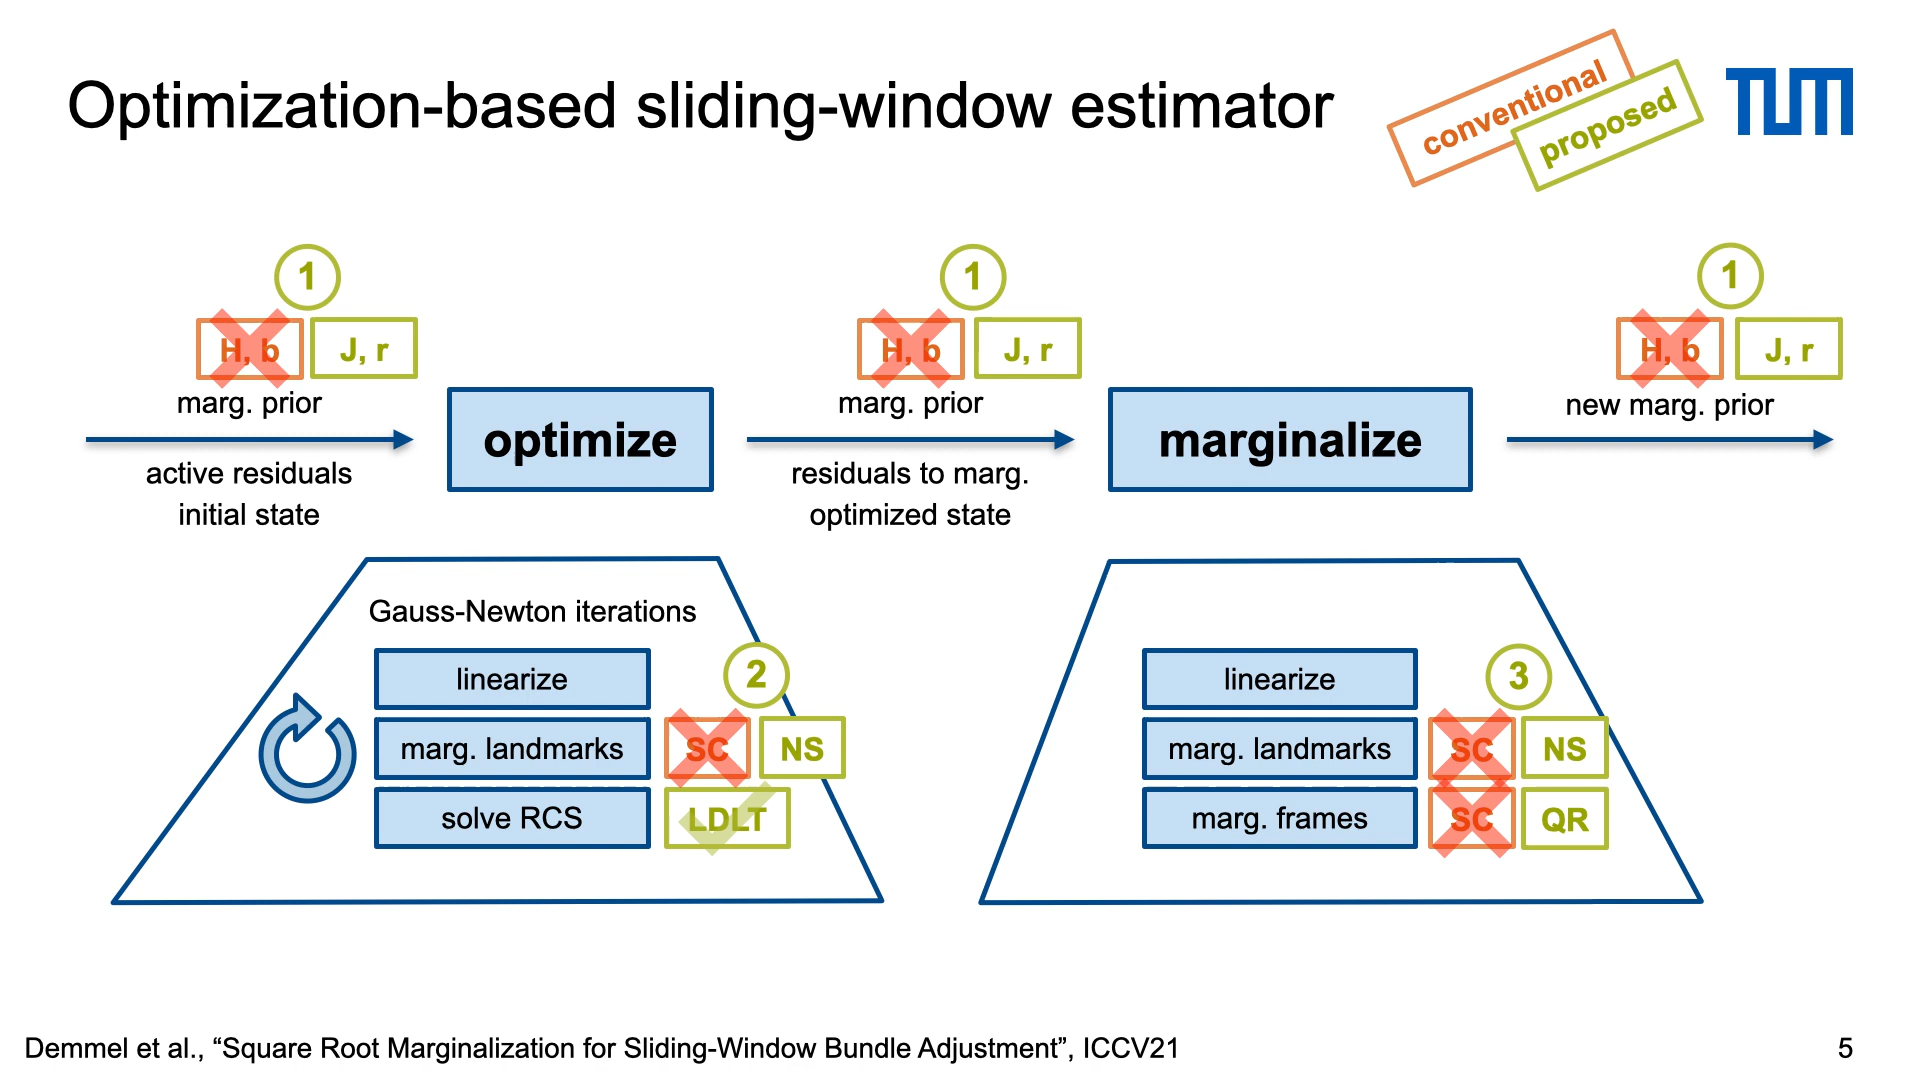 Optimization-based sliding-window estimator
conventional
proposed
TUM
1
H, b
J, r
marg. prior
active residuals
initial state
optimize
1
H, b
J, r
marg. prior
residuals to marg.
optimized state
marginalize
1
H, b
J, r
new marg. prior
Gauss-Newton iterations
2
linearize
marg. landmarks
SC
NS
solve RCS
LDLT
3
linearize
marg. landmarks
SC
NS
marg. frames
SC
QR
Demmel et al., “Square Root Marginalization for Sliding-Window Bundle Adjustment”, ICCV21
5